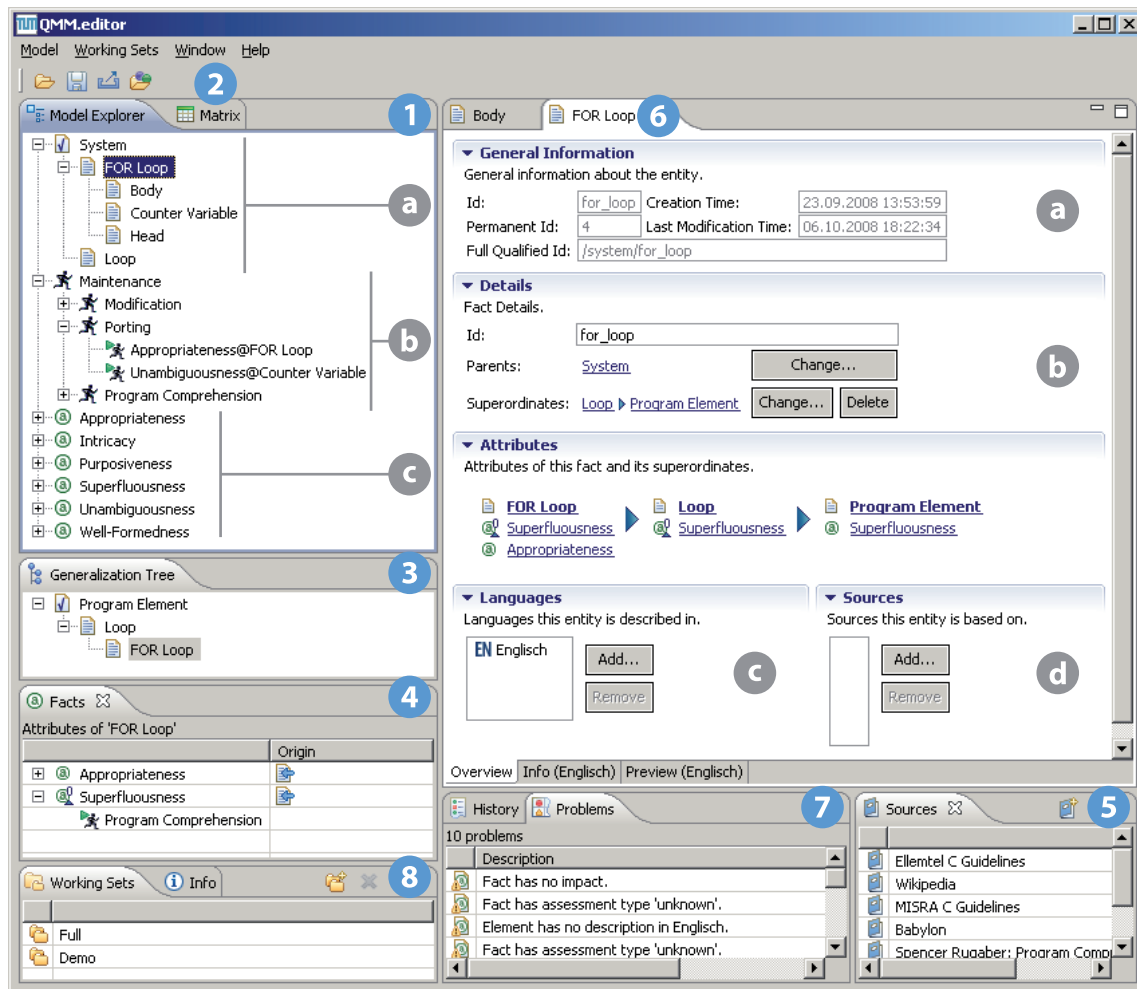 QMM.editor
Model Working Sets Window Help
2
Model Explorer Matrix 1
System
FOR Loop
Body
Counter Variable
Head
Loop
a
Maintenance
Modification
Porting
Appropriateness@FOR Loop
Unambiguousness@Counter Variable
Program Comprehension
b
Appropriateness
Intricacy
Purposiveness
Superfluousness
Unambiguousness
Well-Formedness
c
Generalization Tree 3
Program Element
Loop
FOR Loop
Facts 4
Attributes of 'FOR Loop'
Origin
Appropriateness
Superfluousness
Program Comprehension
Working Sets Info 8
Full
Demo
Body FOR Loop 6
General Information
General information about the entity.
Id: for_loop Creation Time: 23.09.2008 13:53:59
Permanent Id: 4 Last Modification Time: 06.10.2008 18:22:34
Full Qualified Id: /system/for_loop
a
Details
Fact Details.
Id: for_loop
Parents: System Change...
Superordinates: Loop Program Element Change... Delete
b
Attributes
Attributes of this fact and its superordinates.
FOR Loop Loop Program Element
Superfluousness Superfluousness Superfluousness
Appropriateness
Languages
Languages this entity is described in.
EN Englisch Add...
Remove
c
Sources
Sources this entity is based on.
Add...
Remove
d
Overview Info (Englisch) Preview (Englisch)
History Problems 7
10 problems
Description
Fact has no impact.
Fact has assessment type 'unknown'.
Element has no description in Englisch.
Fact has assessment type 'unknown'.
Sources 5
Ellemtel C Guidelines
Wikipedia
MISRA C Guidelines
Babylon
Spencer Rugaber: Program Comp